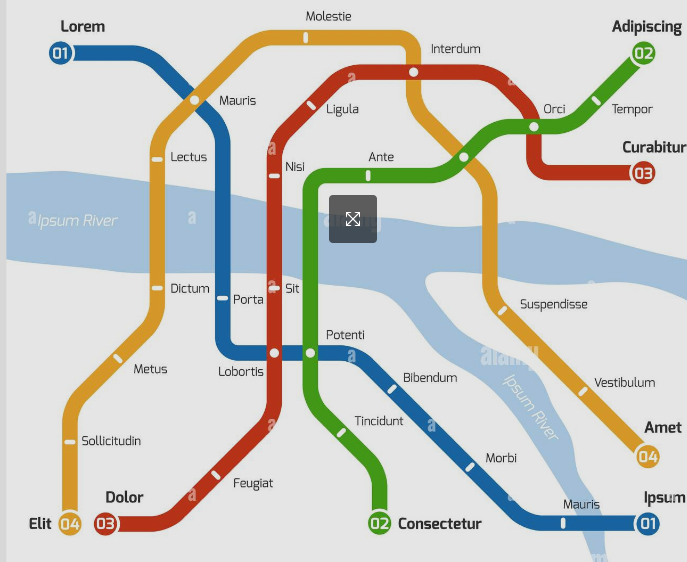 Molestie
Lorem
Adipiscing
01
02
Interdum
Mauris
Ligula
Orci
Tempor
Lectus
Nisi
Ante
Curabitur
03
Ipsum River
alamy
Dictum
Porta
Sit
Suspendisse
Potenti
alamy
Metus
Lobortis
Bibendum
Vestibulum
Ipsum River
Tincidunt
Amet
Sollicitudin
04
Morbi
Feugiat
Dolor
Mauris
Ipsum
Elit
04
03
02
Consectetur
01